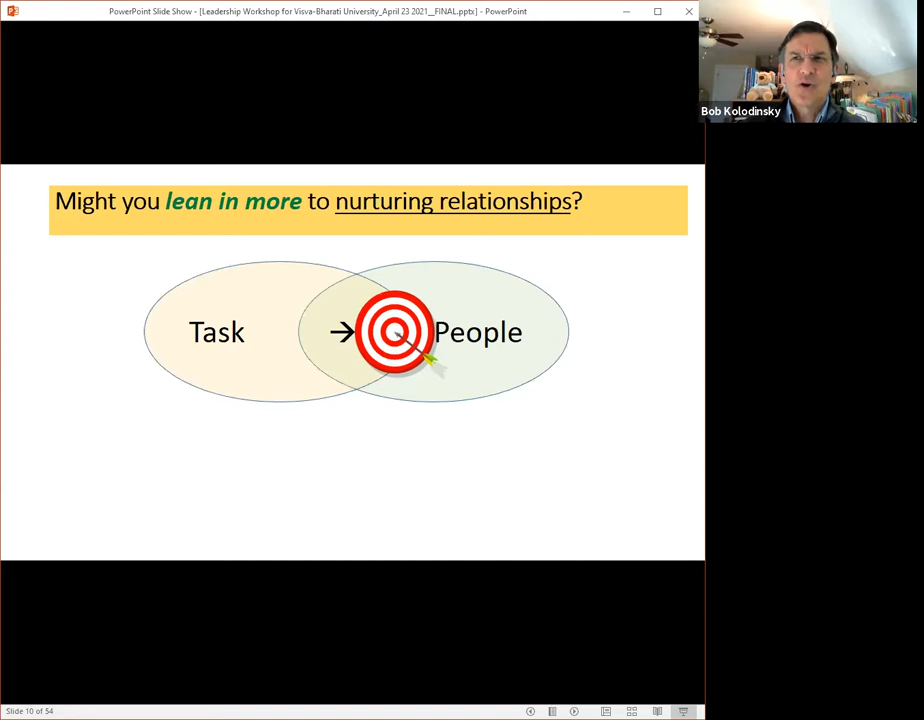 PowerPoint Slide Show - [Leadership Workshop for Visva-Bharati University_April 23 2021__FINAL.pptx] - PowerPoint
Bob Kolodinsky
Might you lean in more to nurturing relationships?
Task → People
Slide 10 of 54